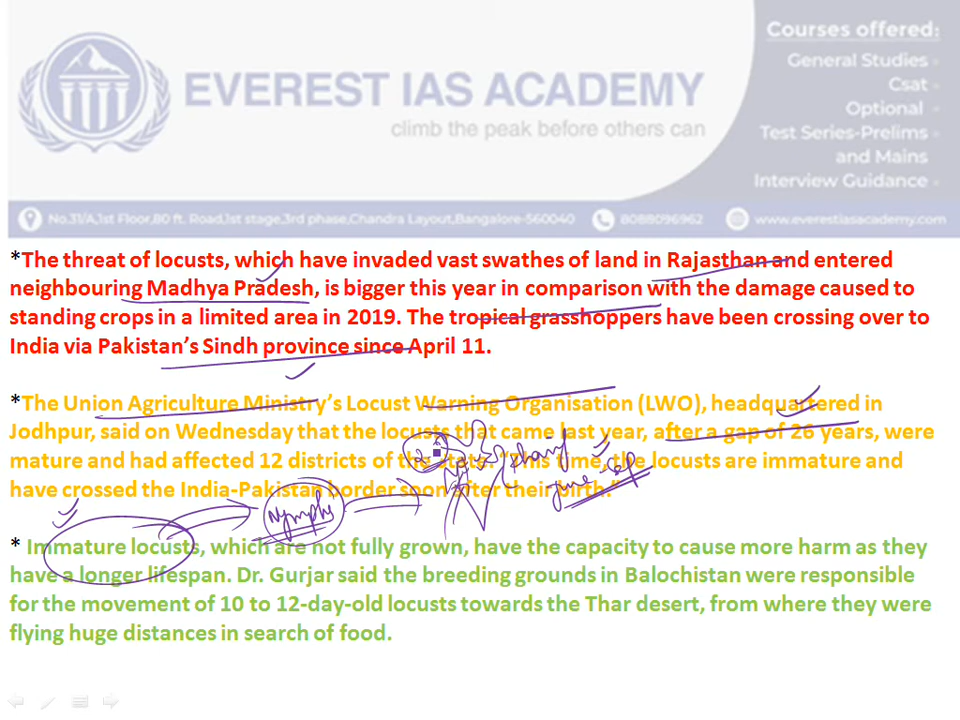 Courses offered:
General Studies
Csat
Optional
Test Series-Prelims
and Mains
Interview Guidance
EVEREST IAS ACADEMY
climb the peak before others can
No.31/A,1st Floor,80 ft. Road,1st stage,3rd phase,Chandra Layout,Bangalore-560040 8088096962 www.everestiasacademy.com
*The threat of locusts, which have invaded vast swathes of land in Rajasthan and entered
neighbouring Madhya Pradesh, is bigger this year in comparison with the damage caused to
standing crops in a limited area in 2019. The tropical grasshoppers have been crossing over to
India via Pakistan's Sindh province since April 11.
*The Union Agriculture Ministry's Locust Warning Organisation (LWO), headquartered in
Jodhpur, said on Wednesday that the locusts that came last year, after a gap of 26 years, were
mature and had affected 12 districts of the State. "This time, the locusts are immature and
have crossed the India-Pakistan border soon after their birth."
Kharif
June
Nymphs
* Immature locusts, which are not fully grown, have the capacity to cause more harm as they
have a longer lifespan. Dr. Gurjar said the breeding grounds in Balochistan were responsible
for the movement of 10 to 12-day-old locusts towards the Thar desert, from where they were
flying huge distances in search of food.